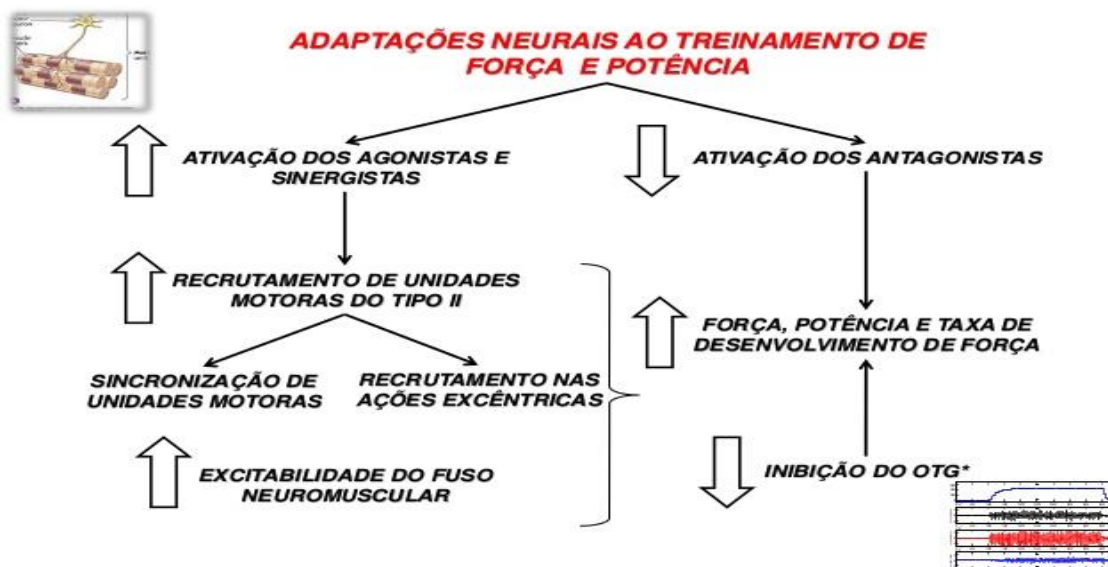 ADAPTAÇÕES NEURAIS AO TREINAMENTO DE
FORÇA E POTÊNCIA
ATIVAÇÃO DOS AGONISTAS E
SINERGISTAS
ATIVAÇÃO DOS ANTAGONISTAS
RECRUTAMENTO DE UNIDADES
MOTORAS DO TIPO II
FORÇA, POTÊNCIA E TAXA DE
DESENVOLVIMENTO DE FORÇA
SINCRONIZAÇÃO DE
UNIDADES MOTORAS
RECRUTAMENTO NAS
AÇÕES EXCÊNTRICAS
EXCITABILIDADE DO FUSO
NEUROMUSCULAR
INIBIÇÃO DO OTG*